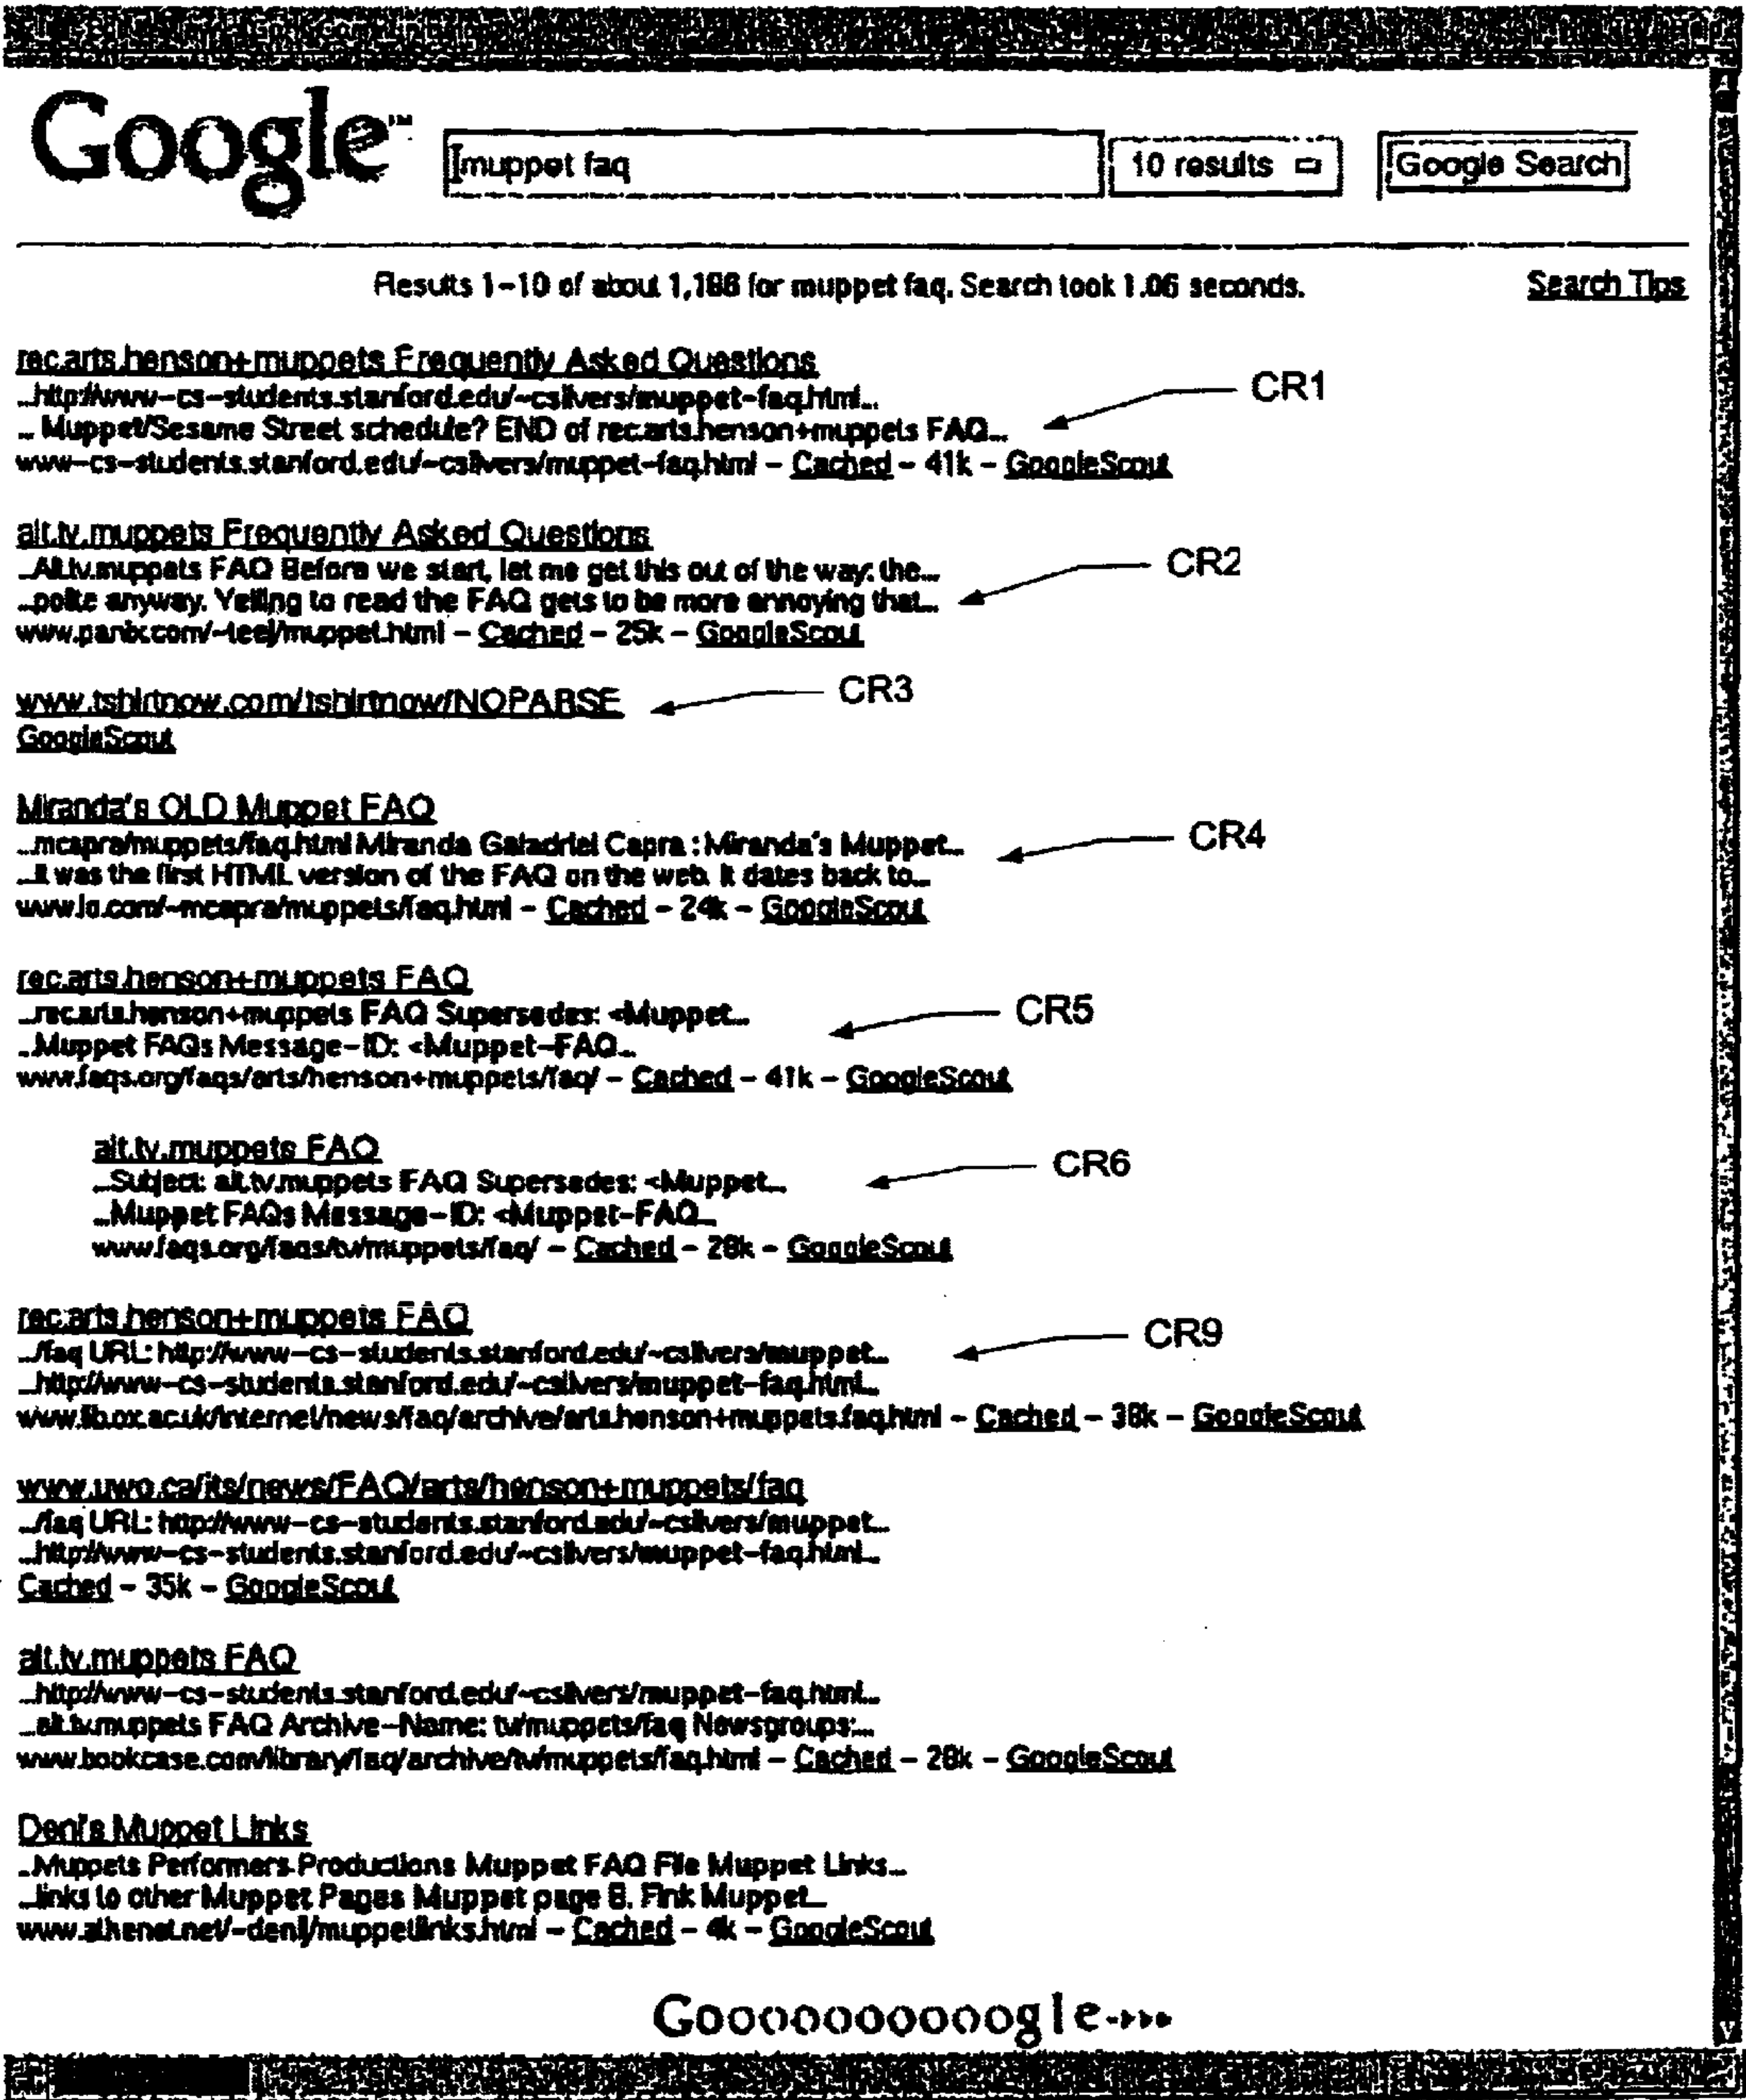 Google™
muppet faq
10 results
Google Search
Results 1-10 of about 1,186 for muppet faq. Search took 1.06 seconds.
Search Tips
rec.arts.henson+muppets Frequently Asked Questions
...http://www-cs-students.stanford.edu/~csilvers/muppet-faq.html...
CR1
... Muppet/Sesame Street schedule? END of rec.arts.henson+muppets FAQ...
www-cs-students.stanford.edu/~csilvers/muppet-faq.html - Cached - 41k - GoogleScout
alt.tv.muppets Frequently Asked Questions
...Alt.tv.muppets FAQ Before we start, let me get this out of the way: the...
CR2
...polite anyway. Yelling to read the FAQ gets to be more annoying that...
www.panix.com/~teej/muppet.html - Cached - 25k - GoogleScout
www.tshirtnow.com/tshirtnow/NOPARSE
CR3
GoogleScout
Miranda's OLD Muppet FAQ
...mcapra/muppets/faq.html Miranda Galadriel Capra : Miranda's Muppet...
CR4
...it was the first HTML version of the FAQ on the web. It dates back to...
www.io.com/~mcapra/muppets/faq.html - Cached - 24k - GoogleScout
rec.arts.henson+muppets FAQ
...rec.arts.henson+muppets FAQ Supersedes: <Muppet...
CR5
...Muppet FAQs Message-ID: <Muppet-FAQ...
www.faqs.org/faqs/arts/henson+muppets/faq/ - Cached - 41k - GoogleScout
alt.tv.muppets FAQ
...Subject: alt.tv.muppets FAQ Supersedes: <Muppet...
CR6
...Muppet FAQs Message-ID: <Muppet-FAQ...
www.faqs.org/faqs/tv/muppets/faq/ - Cached - 28k - GoogleScout
rec.arts.henson+muppets FAQ
.../faq URL: http://www-cs-students.stanford.edu/~csilvers/muppet...
CR9
...http://www-cs-students.stanford.edu/~csilvers/muppet-faq.html...
www.lib.ox.ac.uk/internet/news/faq/archive/arts.henson+muppets.faq.html - Cached - 38k - GoogleScout
www.uwo.ca/its/news/FAQ/arts/henson+muppets/faq
.../faq URL: http://www-cs-students.stanford.edu/~csilvers/muppet...
...http://www-cs-students.stanford.edu/~csilvers/muppet-faq.html...
Cached - 35k - GoogleScout
alt.tv.muppets FAQ
...http://www-cs-students.stanford.edu/~csilvers/muppet-faq.html...
...alt.tv.muppets FAQ Archive-Name: tv/muppets/faq Newsgroups:...
www.bookcase.com/library/faq/archive/tv/muppets/faq.html - Cached - 28k - GoogleScout
Deni's Muppet Links
...Muppets Performers Productions Muppet FAQ File Muppet Links...
...links to other Muppet Pages Muppet page B. Fink Muppet...
www.athenet.net/~denij/muppetlinks.html - Cached - 4k - GoogleScout
Goooooooooogle